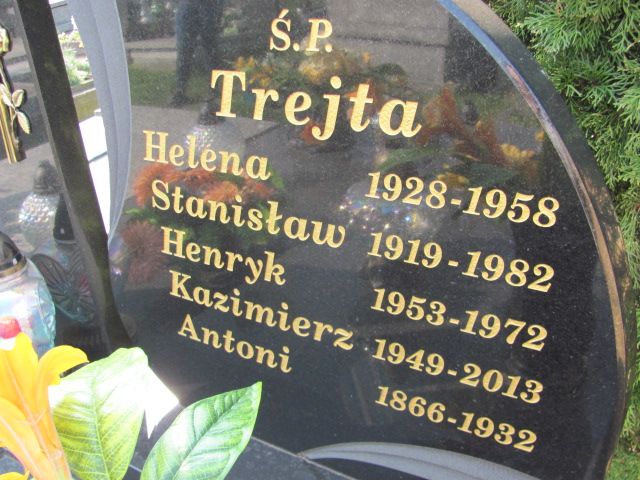 Ś.P.
Trejta
Helena 1928-1958
Stanisław 1919-1982
Henryk 1953-1972
Kazimierz 1949-2013
Antoni 1866-1932